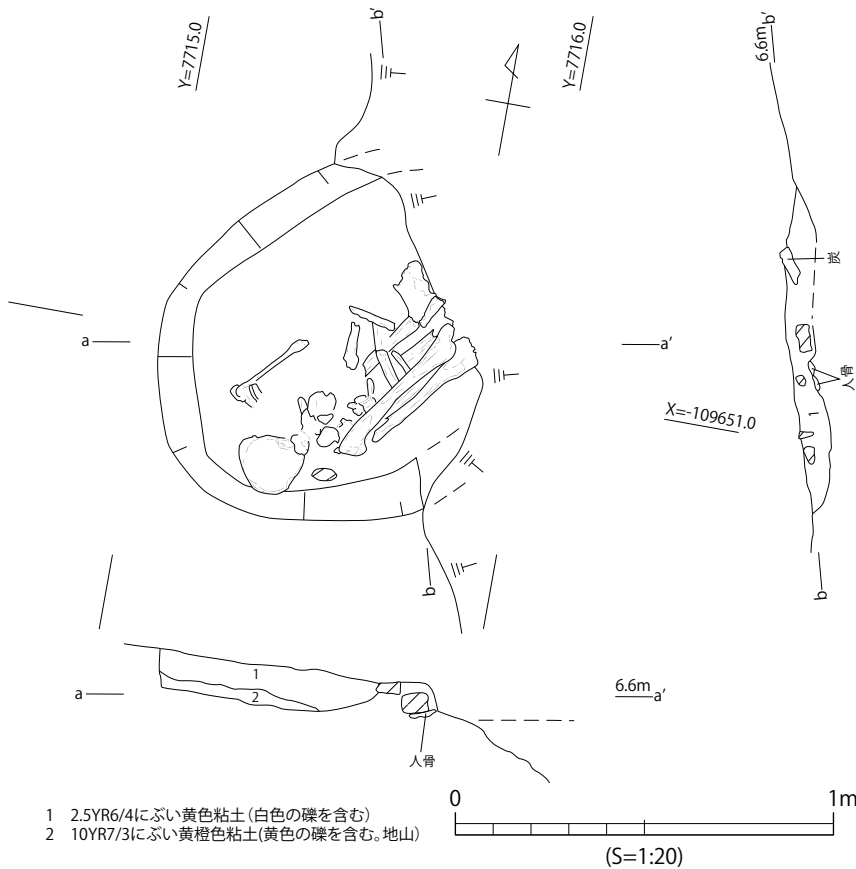 Y=7715.0
b'
Y=7716.0
6.6m b'
炭
a
a'
人骨
X=-109651.0
1
b
b
1
2
a
6.6m
a'
人骨
1 2.5YR6/4にぶい黄色粘土(白色の礫を含む)
2 10YR7/3にぶい黄橙色粘土(黄色の礫を含む。地山)
0
1m
(S=1:20)